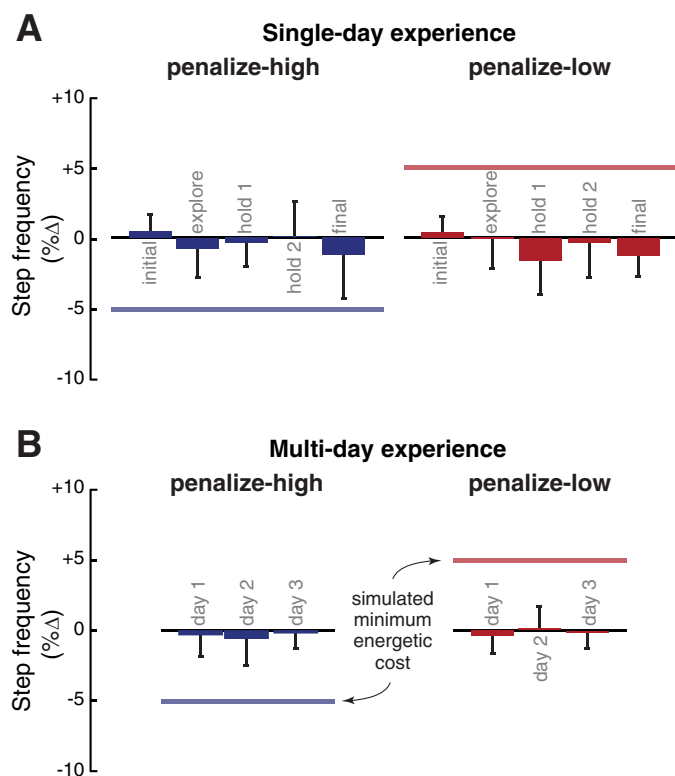 A
Single-day experience
penalize-high
penalize-low
Step frequency
(%Δ)
+10
+5
0
-5
-10
initial
explore
hold 1
hold 2
final
initial
explore
hold 1
hold 2
final
B
Multi-day experience
penalize-high
penalize-low
Step frequency
(%Δ)
+10
+5
0
-5
-10
day 1
day 2
day 3
simulated
minimum
energetic
cost
day 1
day 2
day 3